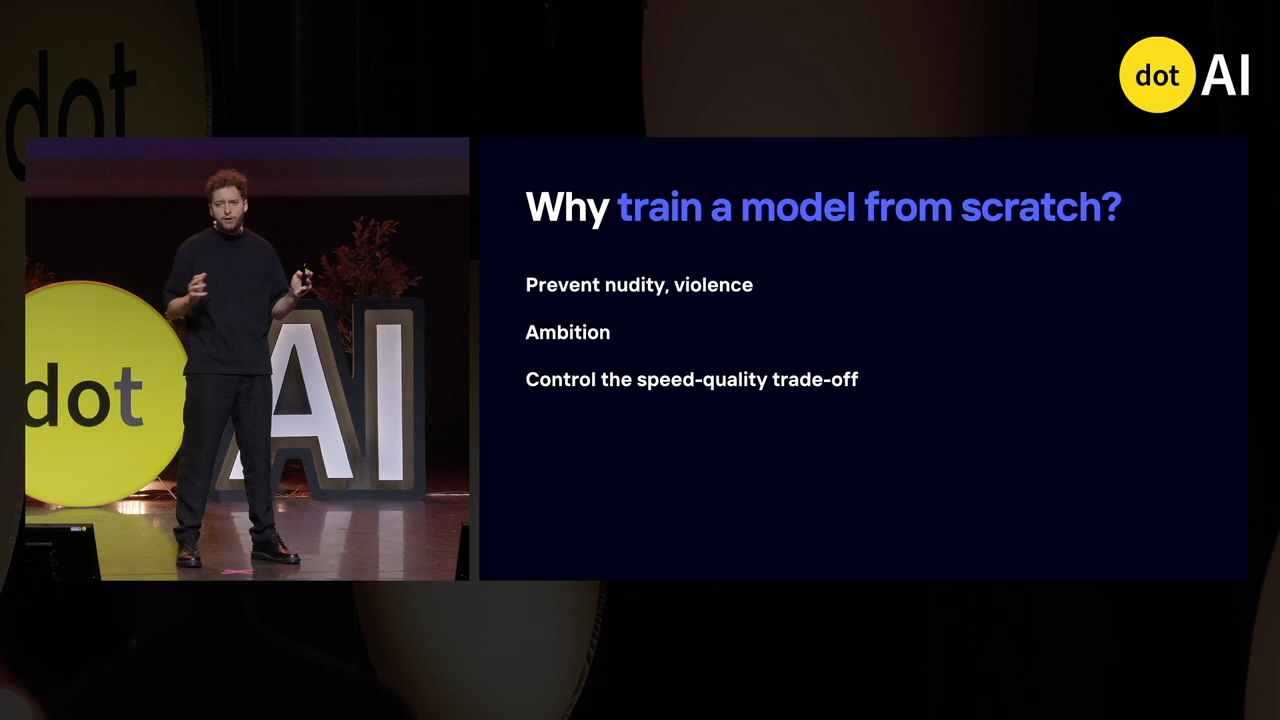 dot
dot AI
Why train a model from scratch?
Prevent nudity, violence
Ambition
Control the speed-quality trade-off
dot AI